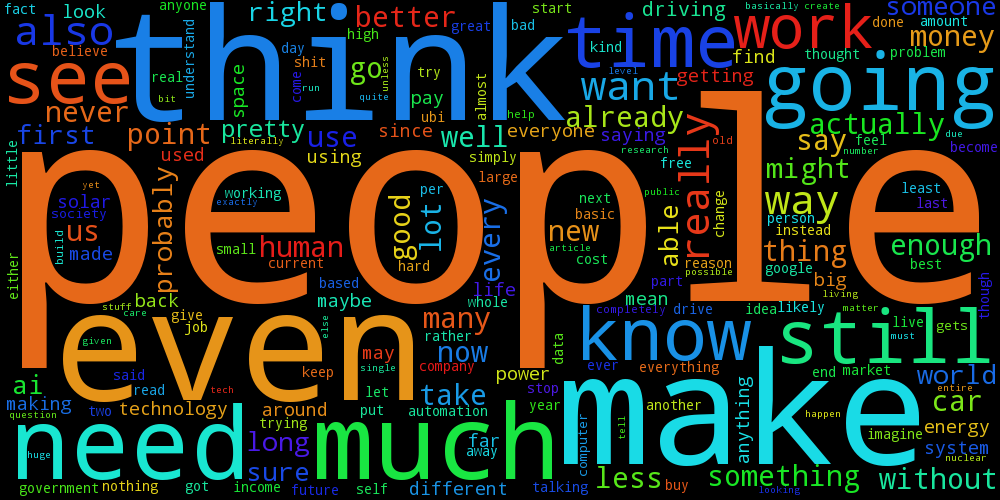 fact
look
anyone
right
better
start
driving
basically
create
someone
also
think
time
work
done
amount
believe
understand
day
high
great
bad
kind
find
thought
problem
money
see
real
space
shit
come
go
unless
try
almost
want
getting
going
never
bit
run
quite
pay
ubi
help
level
already
first
point
pretty
literally
use
since
well
everyone
saying
really
old
say
actually
feel
due
become
little
used
using
simply
research
free
might
number
people
yet
solar
society
us
build
made
probably
working
exactly
small
human
current
good
lot
per
every
hard
large
next
basic
new
article
cost
able
public
change
reason
possible
way
person
instead
thing
google
least
last
enough
best
big
either
stuff
care
back
give
job
based
maybe
life
whole
part
mean
drive
idea
likely
living
matter
though
even
given
said
read
else
many
rather
now
may
single
company
data
know
completely
ever
everything
still
live
gets
must
end
market
world
entire
ai
making
question
two
technology
tech
around
keep
let
take
power
stop
year
make
another
anything
happen
car
imagine
energy
system
nuclear
need
huge
trying
long
sure
put
automation
much
far
away
computer
tell
less
buy
something
looking
without
government
nothing
got
income
future
self
different
talking